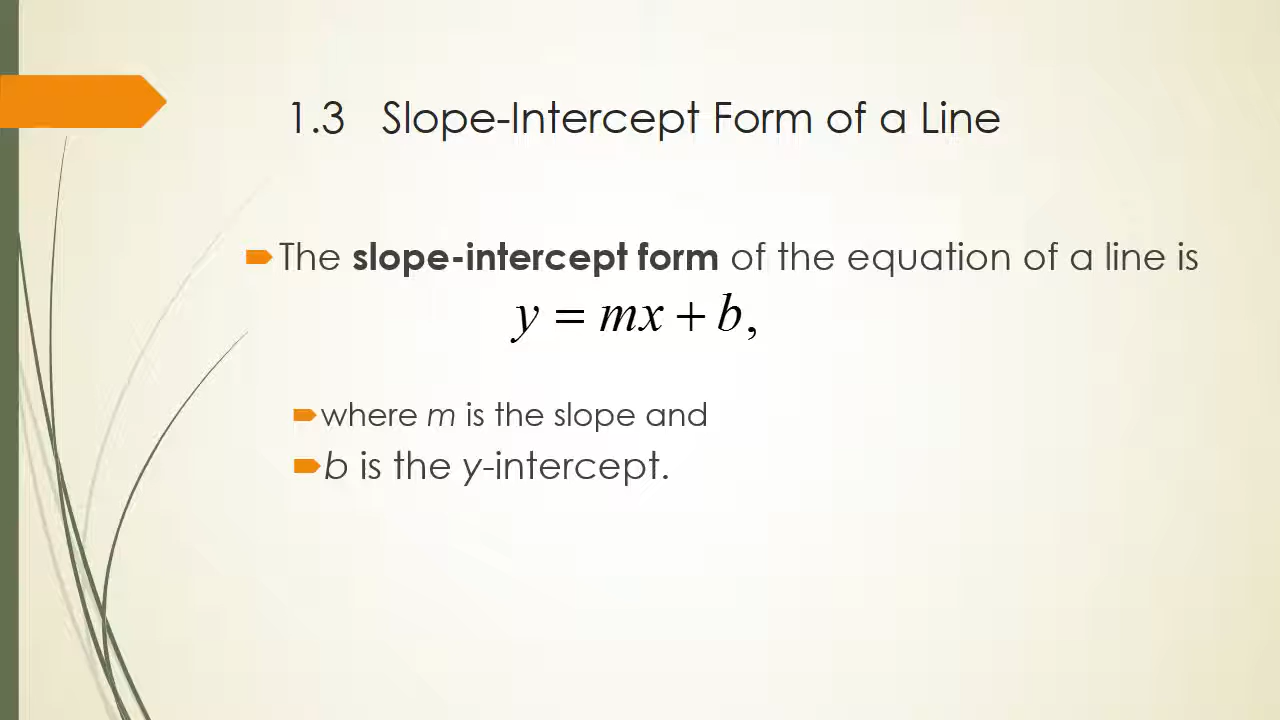 1.3 Slope-Intercept Form of a Line
The slope-intercept form of the equation of a line is
y = mx + b,
where m is the slope and
b is the y-intercept.